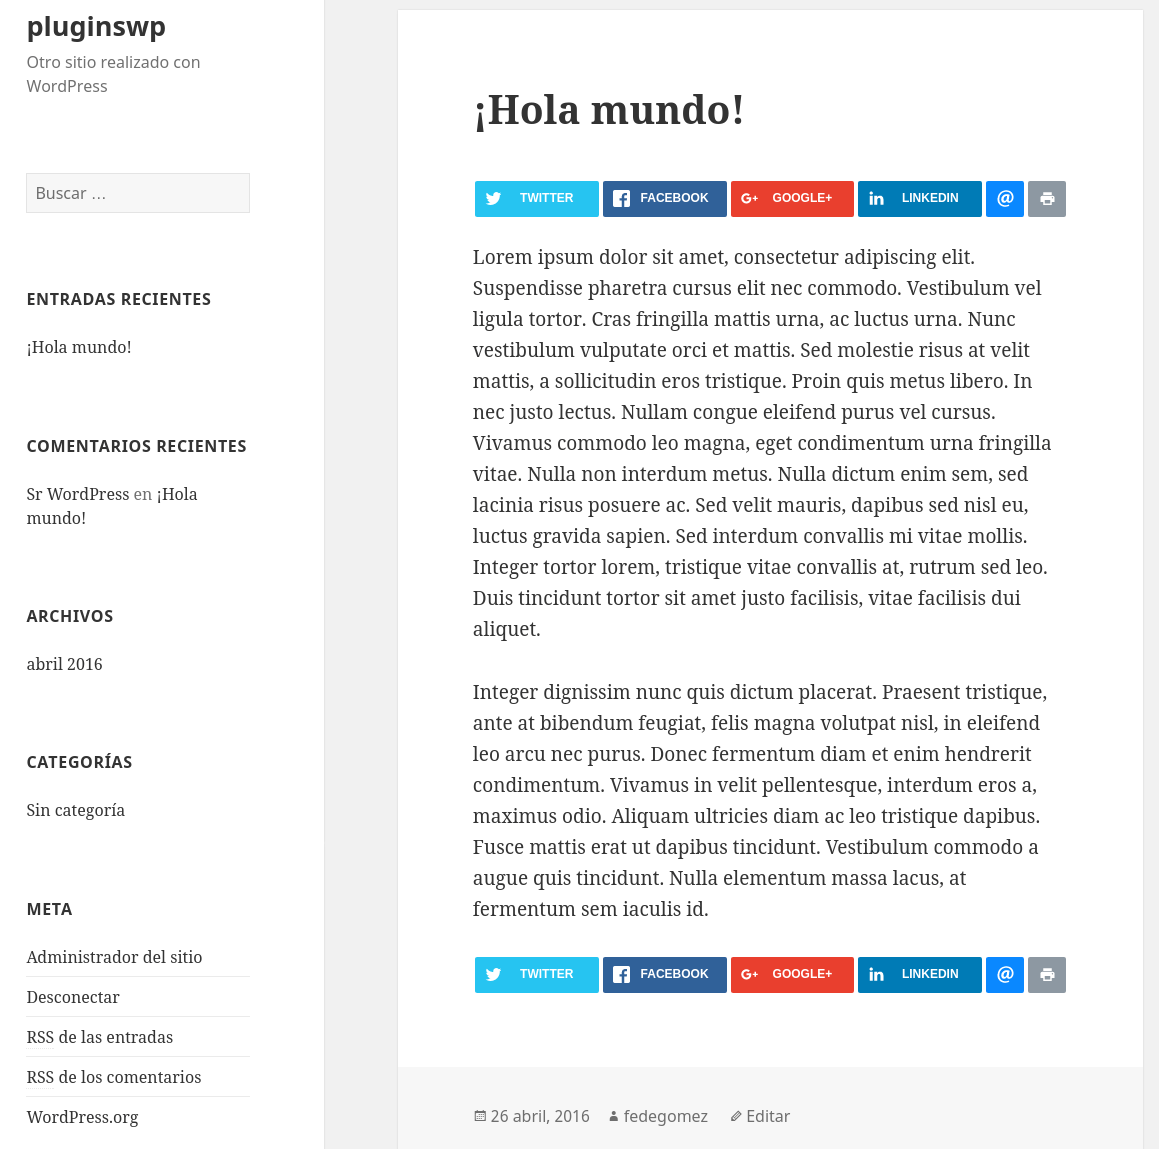 pluginswp
Otro sitio realizado con
WordPress
Buscar …
ENTRADAS RECIENTES
¡Hola mundo!
COMENTARIOS RECIENTES
Sr WordPress en ¡Hola
mundo!
ARCHIVOS
abril 2016
CATEGORÍAS
Sin categoría
META
Administrador del sitio
Desconectar
RSS de las entradas
RSS de los comentarios
WordPress.org
¡Hola mundo!
TWITTER FACEBOOK G+ GOOGLE+ in LINKEDIN @
Lorem ipsum dolor sit amet, consectetur adipiscing elit.
Suspendisse pharetra cursus elit nec commodo. Vestibulum vel
ligula tortor. Cras fringilla mattis urna, ac luctus urna. Nunc
vestibulum vulputate orci et mattis. Sed molestie risus at velit
mattis, a sollicitudin eros tristique. Proin quis metus libero. In
nec justo lectus. Nullam congue eleifend purus vel cursus.
Vivamus commodo leo magna, eget condimentum urna fringilla
vitae. Nulla non interdum metus. Nulla dictum enim sem, sed
lacinia risus posuere ac. Sed velit mauris, dapibus sed nisl eu,
luctus gravida sapien. Sed interdum convallis mi vitae mollis.
Integer tortor lorem, tristique vitae convallis at, rutrum sed leo.
Duis tincidunt tortor sit amet justo facilisis, vitae facilisis dui
aliquet.
Integer dignissim nunc quis dictum placerat. Praesent tristique,
ante at bibendum feugiat, felis magna volutpat nisl, in eleifend
leo arcu nec purus. Donec fermentum diam et enim hendrerit
condimentum. Vivamus in velit pellentesque, interdum eros a,
maximus odio. Aliquam ultricies diam ac leo tristique dapibus.
Fusce mattis erat ut dapibus tincidunt. Vestibulum commodo a
augue quis tincidunt. Nulla elementum massa lacus, at
fermentum sem iaculis id.
TWITTER FACEBOOK G+ GOOGLE+ in LINKEDIN @
26 abril, 2016 fedegomez Editar